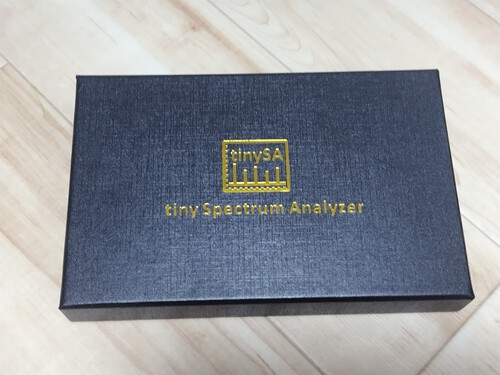 tinySA
tiny Spectrum Analyzer